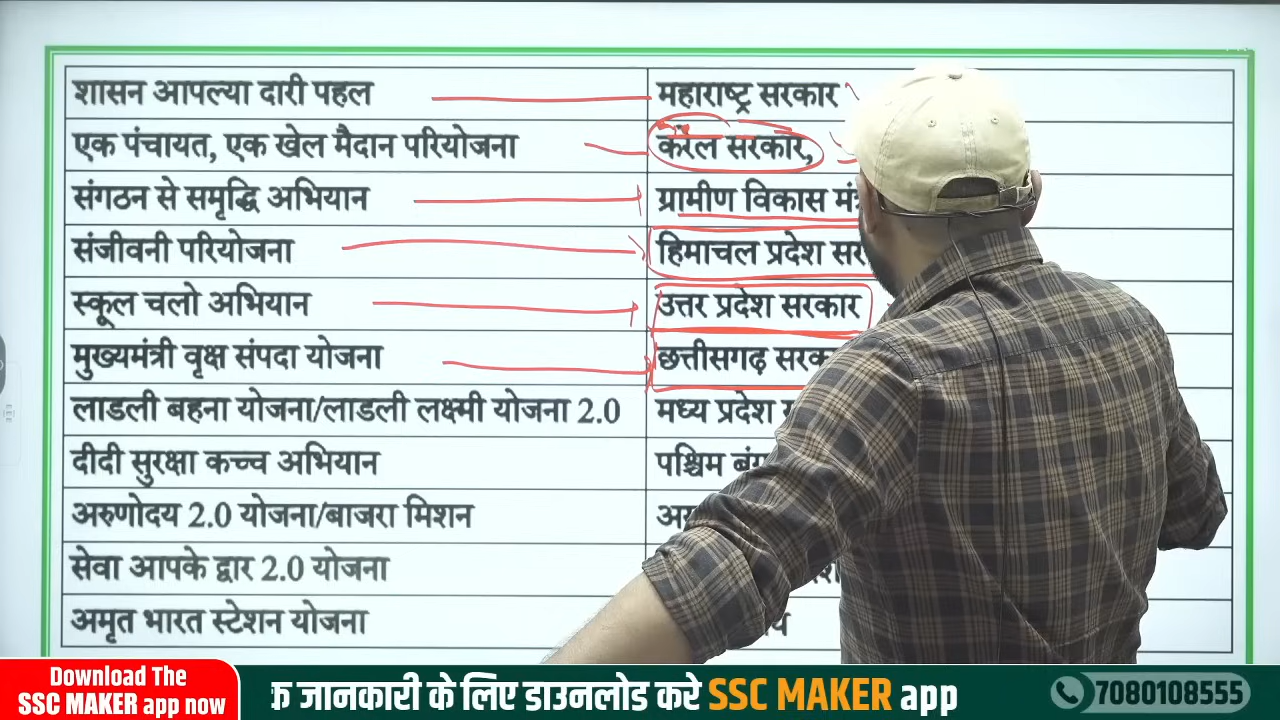 शासन आपल्या दारी पहल महाराष्ट्र सरकार
एक पंचायत, एक खेल मैदान परियोजना केरल सरकार,
संगठन से समृद्धि अभियान ग्रामीण विकास
संजीवनी परियोजना हिमाचल प्रदेश
स्कूल चलो अभियान उत्तर प्रदेश सरकार
मुख्यमंत्री वृक्ष संपदा योजना छत्तीसगढ़
लाडली बहना योजना/लाडली लक्ष्मी योजना 2.0 मध्य प्रदेश
दीदी सुरक्षा कच्च अभियान पश्चिम
अरुणोदय 2.0 योजना/बाजरा मिशन
सेवा आपके द्वार 2.0 योजना
अमृत भारत स्टेशन योजना
Download The
SSC MAKER app now
जानकारी के लिए डाउनलोड करे SSC MAKER app
7080108555